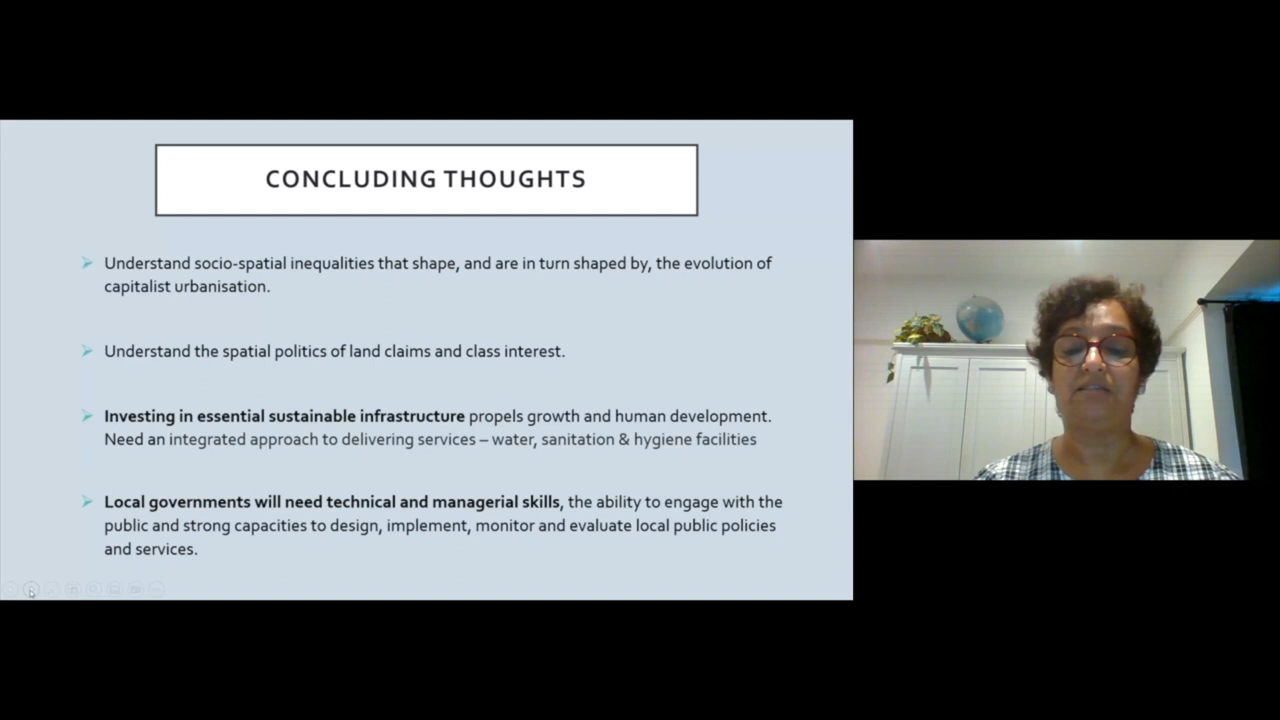 CONCLUDING THOUGHTS
Understand socio-spatial inequalities that shape, and are in turn shaped by, the evolution of
capitalist urbanisation.
Understand the spatial politics of land claims and class interest.
Investing in essential sustainable infrastructure propels growth and human development.
Need an integrated approach to delivering services – water, sanitation & hygiene facilities
Local governments will need technical and managerial skills, the ability to engage with the
public and strong capacities to design, implement, monitor and evaluate local public policies
and services.